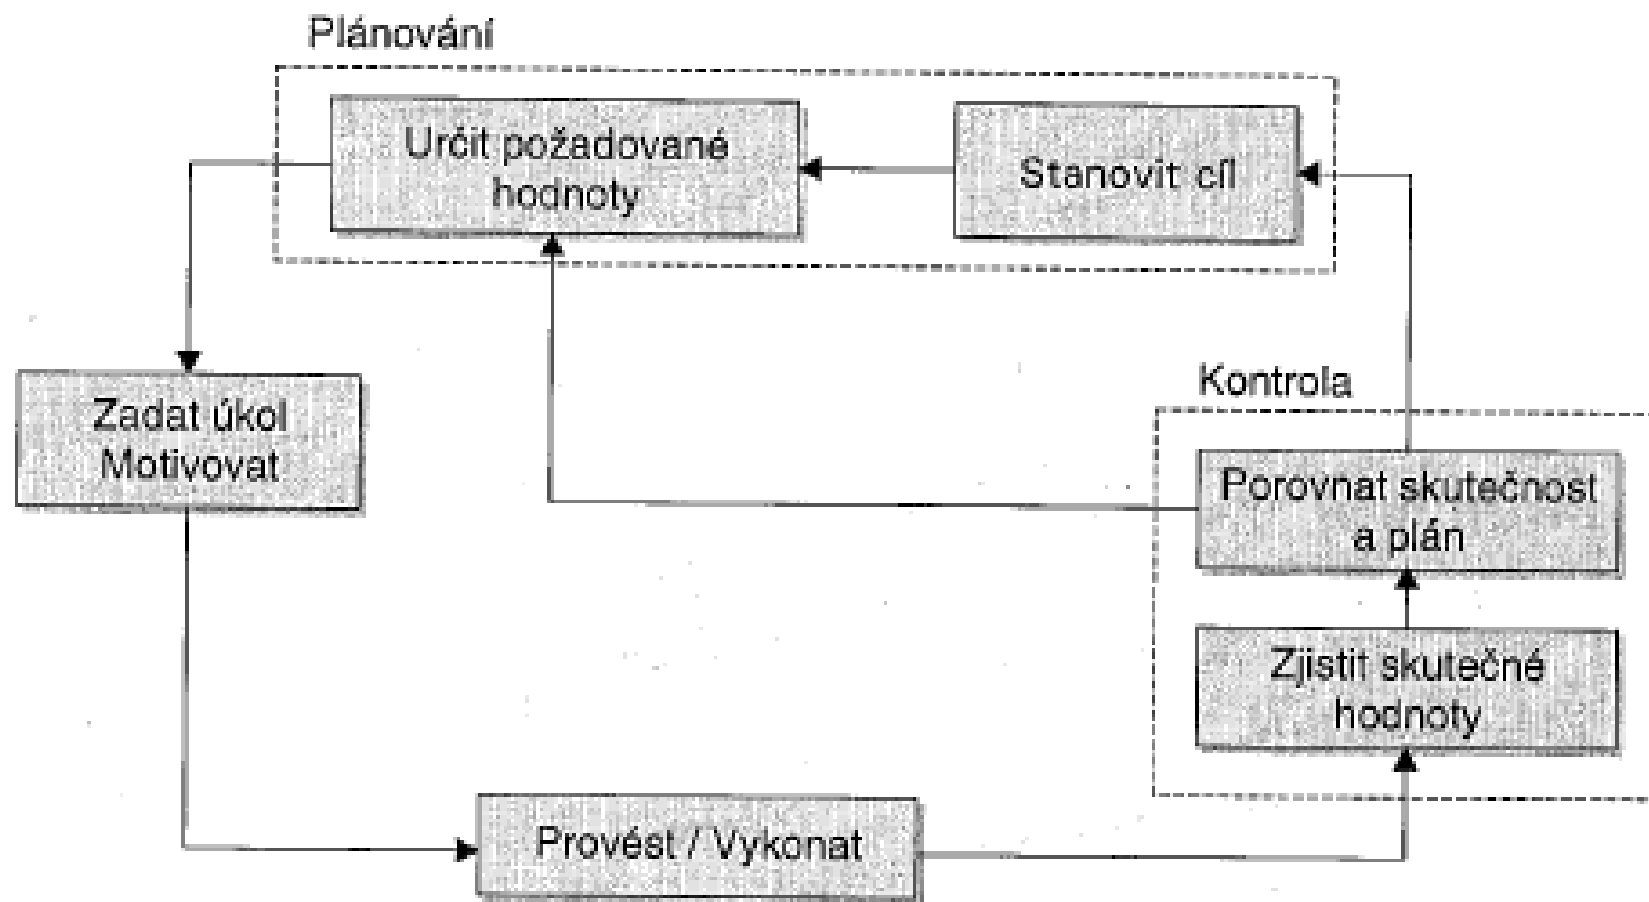 Plánování
Určit požadované
hodnoty
Stanovit cíl
Zadat úkol
Motivovat
Kontrola
Porovnat skutečnost
a plán
Zjistit skutečné
hodnoty
Provést / Vykonat